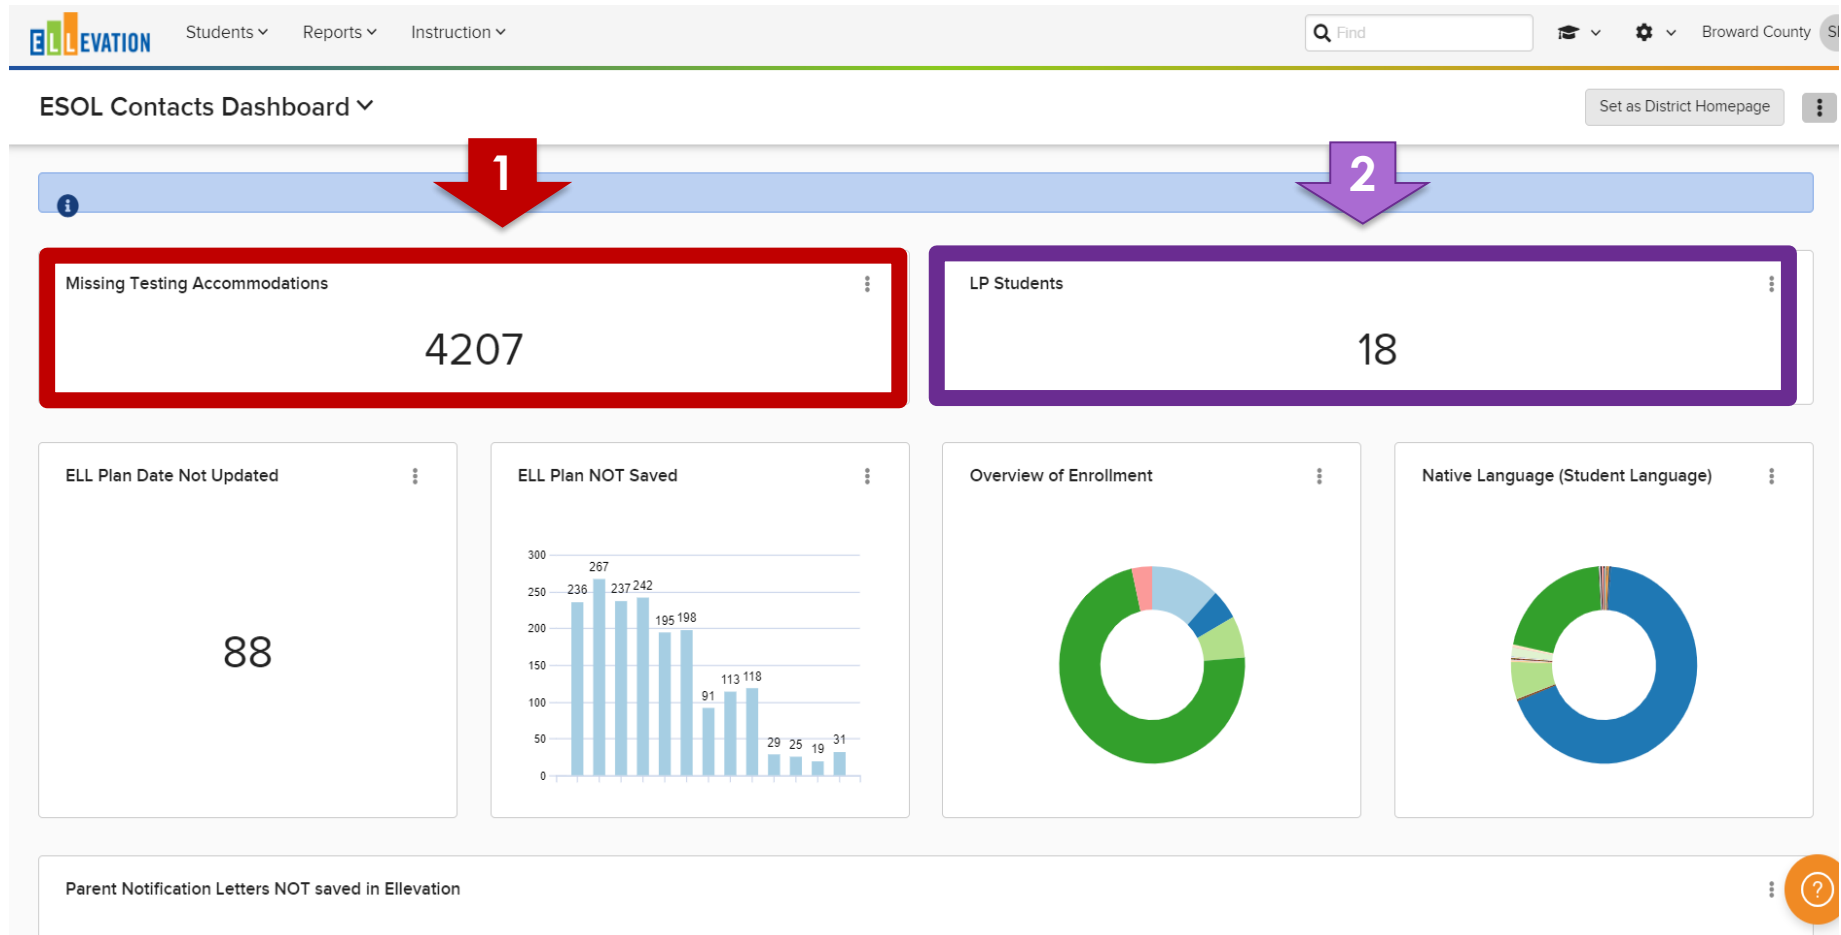 ELLEVATION
Students
Reports
Instruction
Find
Broward County
ESOL Contacts Dashboard
Set as District Homepage
1
2
Missing Testing Accommodations
4207
LP Students
18
ELL Plan Date Not Updated
88
ELL Plan NOT Saved
300
250
200
150
100
50
0
236
267
237
242
195
198
91
113
118
29
25
19
31
Overview of Enrollment
Native Language (Student Language)
Parent Notification Letters NOT saved in Ellevation
?